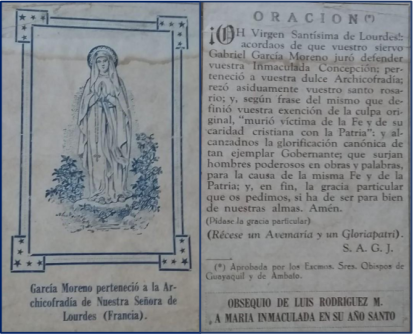 García Moreno perteneció a la Ar-
chicofradía de Nuestra Señora de
Lourdes (Francia).
ORACION(*)
¡OH Virgen Santísima de Lourdes!:
acordaos de que vuestro siervo
Gabriel García Moreno juró defender
vuestra Inmaculada Concepción; per-
teneció a vuestra dulce Archicofradía;
rezó asiduamente vuestro santo rosa-
rio; y, según frase del mismo que de-
finió vuestra exención de la culpa ori-
ginal, "murió víctima de la Fe y de su
caridad cristiana con la Patria": y al-
canzadnos la glorificación canónica de
tan ejemplar Gobernante; que surjan
hombres poderosos en obras y palabras,
para la causa de la misma Fe y de la
Patria; y, en fin, la gracia particular
que os pedimos, si ha de ser para bien
de nuestras almas. Amén.
(Pídase la gracia particular)
(Récese un Avemaría y un Gloriapatri).
S. A. G. J.
(*) Aprobada por los Excmos. Sres. Obispos de
Guayaquil y de Ambato.
OBSEQUIO DE LUIS RODRIGUEZ M.
A MARIA INMACULADA EN SU AÑO SANTO